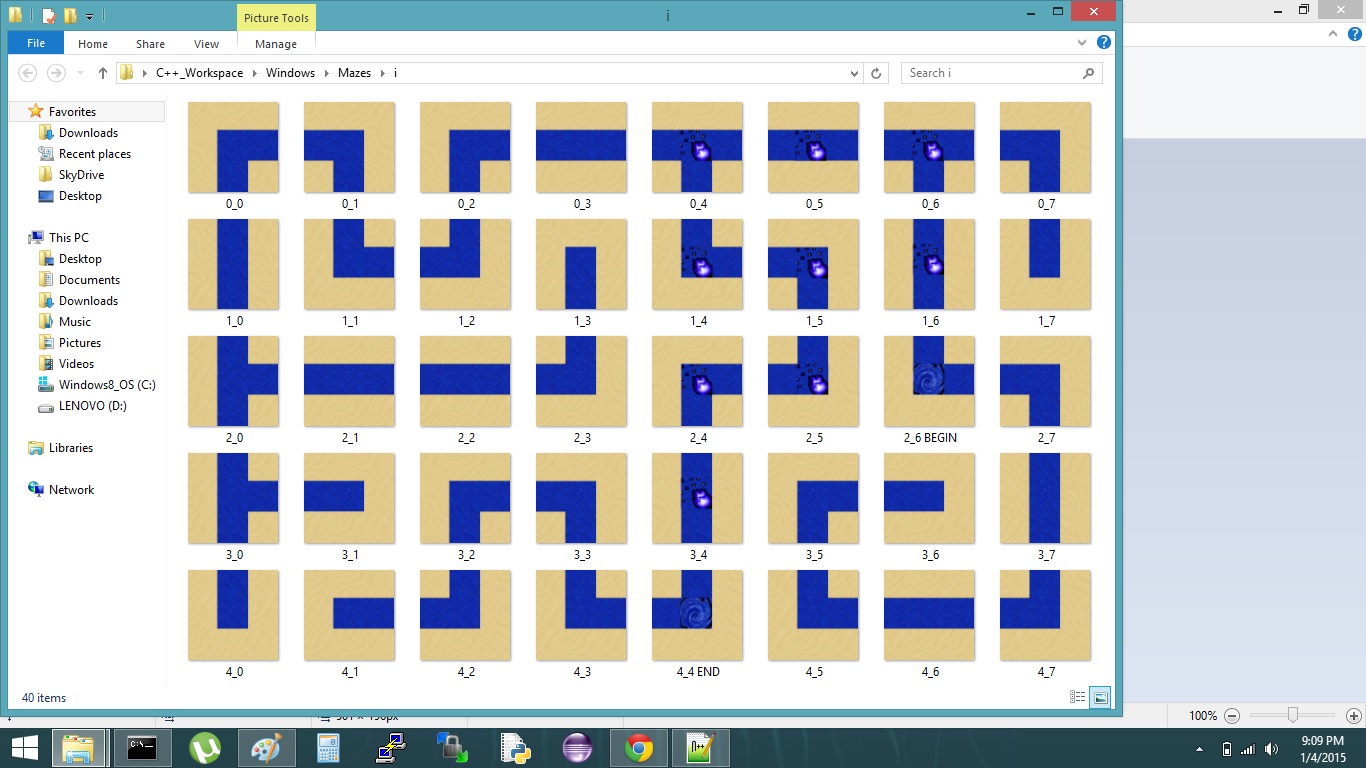 Picture Tools
i
File
Home
Share
View
Manage
C++_Workspace
Windows
Mazes
i
Search i
Favorites
Downloads
Recent places
SkyDrive
Desktop
This PC
Desktop
Documents
Downloads
Music
Pictures
Videos
Windows8_OS (C:)
LENOVO (D:)
Libraries
Network
0_0 0_1 0_2 0_3 0_4 0_5 0_6 0_7
1_0 1_1 1_2 1_3 1_4 1_5 1_6 1_7
2_0 2_1 2_2 2_3 2_4 2_5 2_6 BEGIN 2_7
3_0 3_1 3_2 3_3 3_4 3_5 3_6 3_7
4_0 4_1 4_2 4_3 4_4 END 4_5 4_6 4_7
40 items
100%
C:\
9:09 PM
1/4/2015